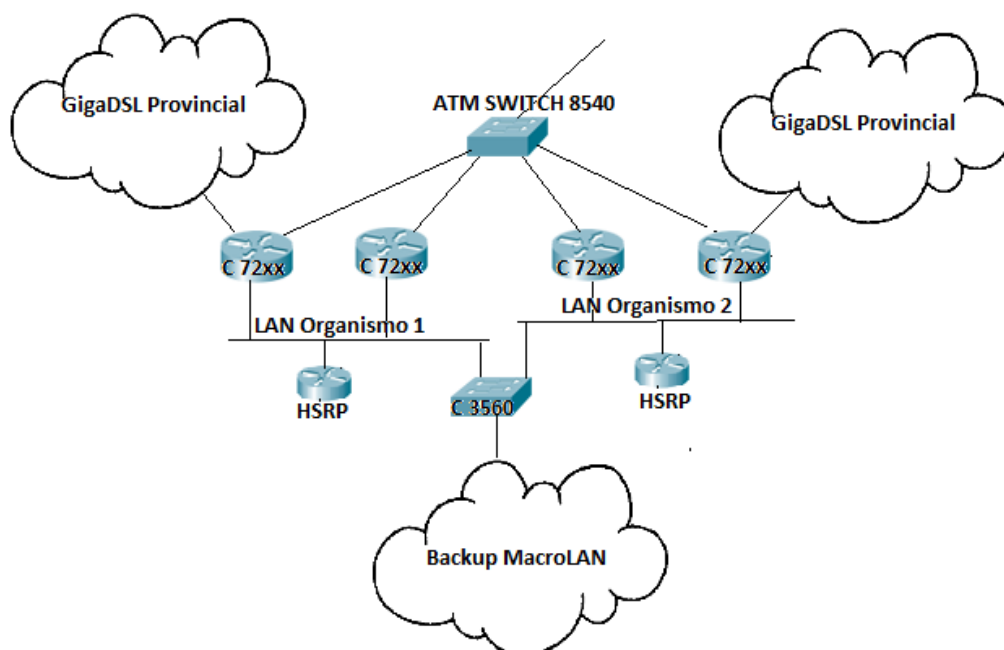 GigaDSL Provincial
ATM SWITCH 8540
GigaDSL Provincial
C 72xx
C 72xx
C 72xx
C 72xx
LAN Organismo 1
LAN Organismo 2
HSRP
C 3560
HSRP
Backup MacroLAN